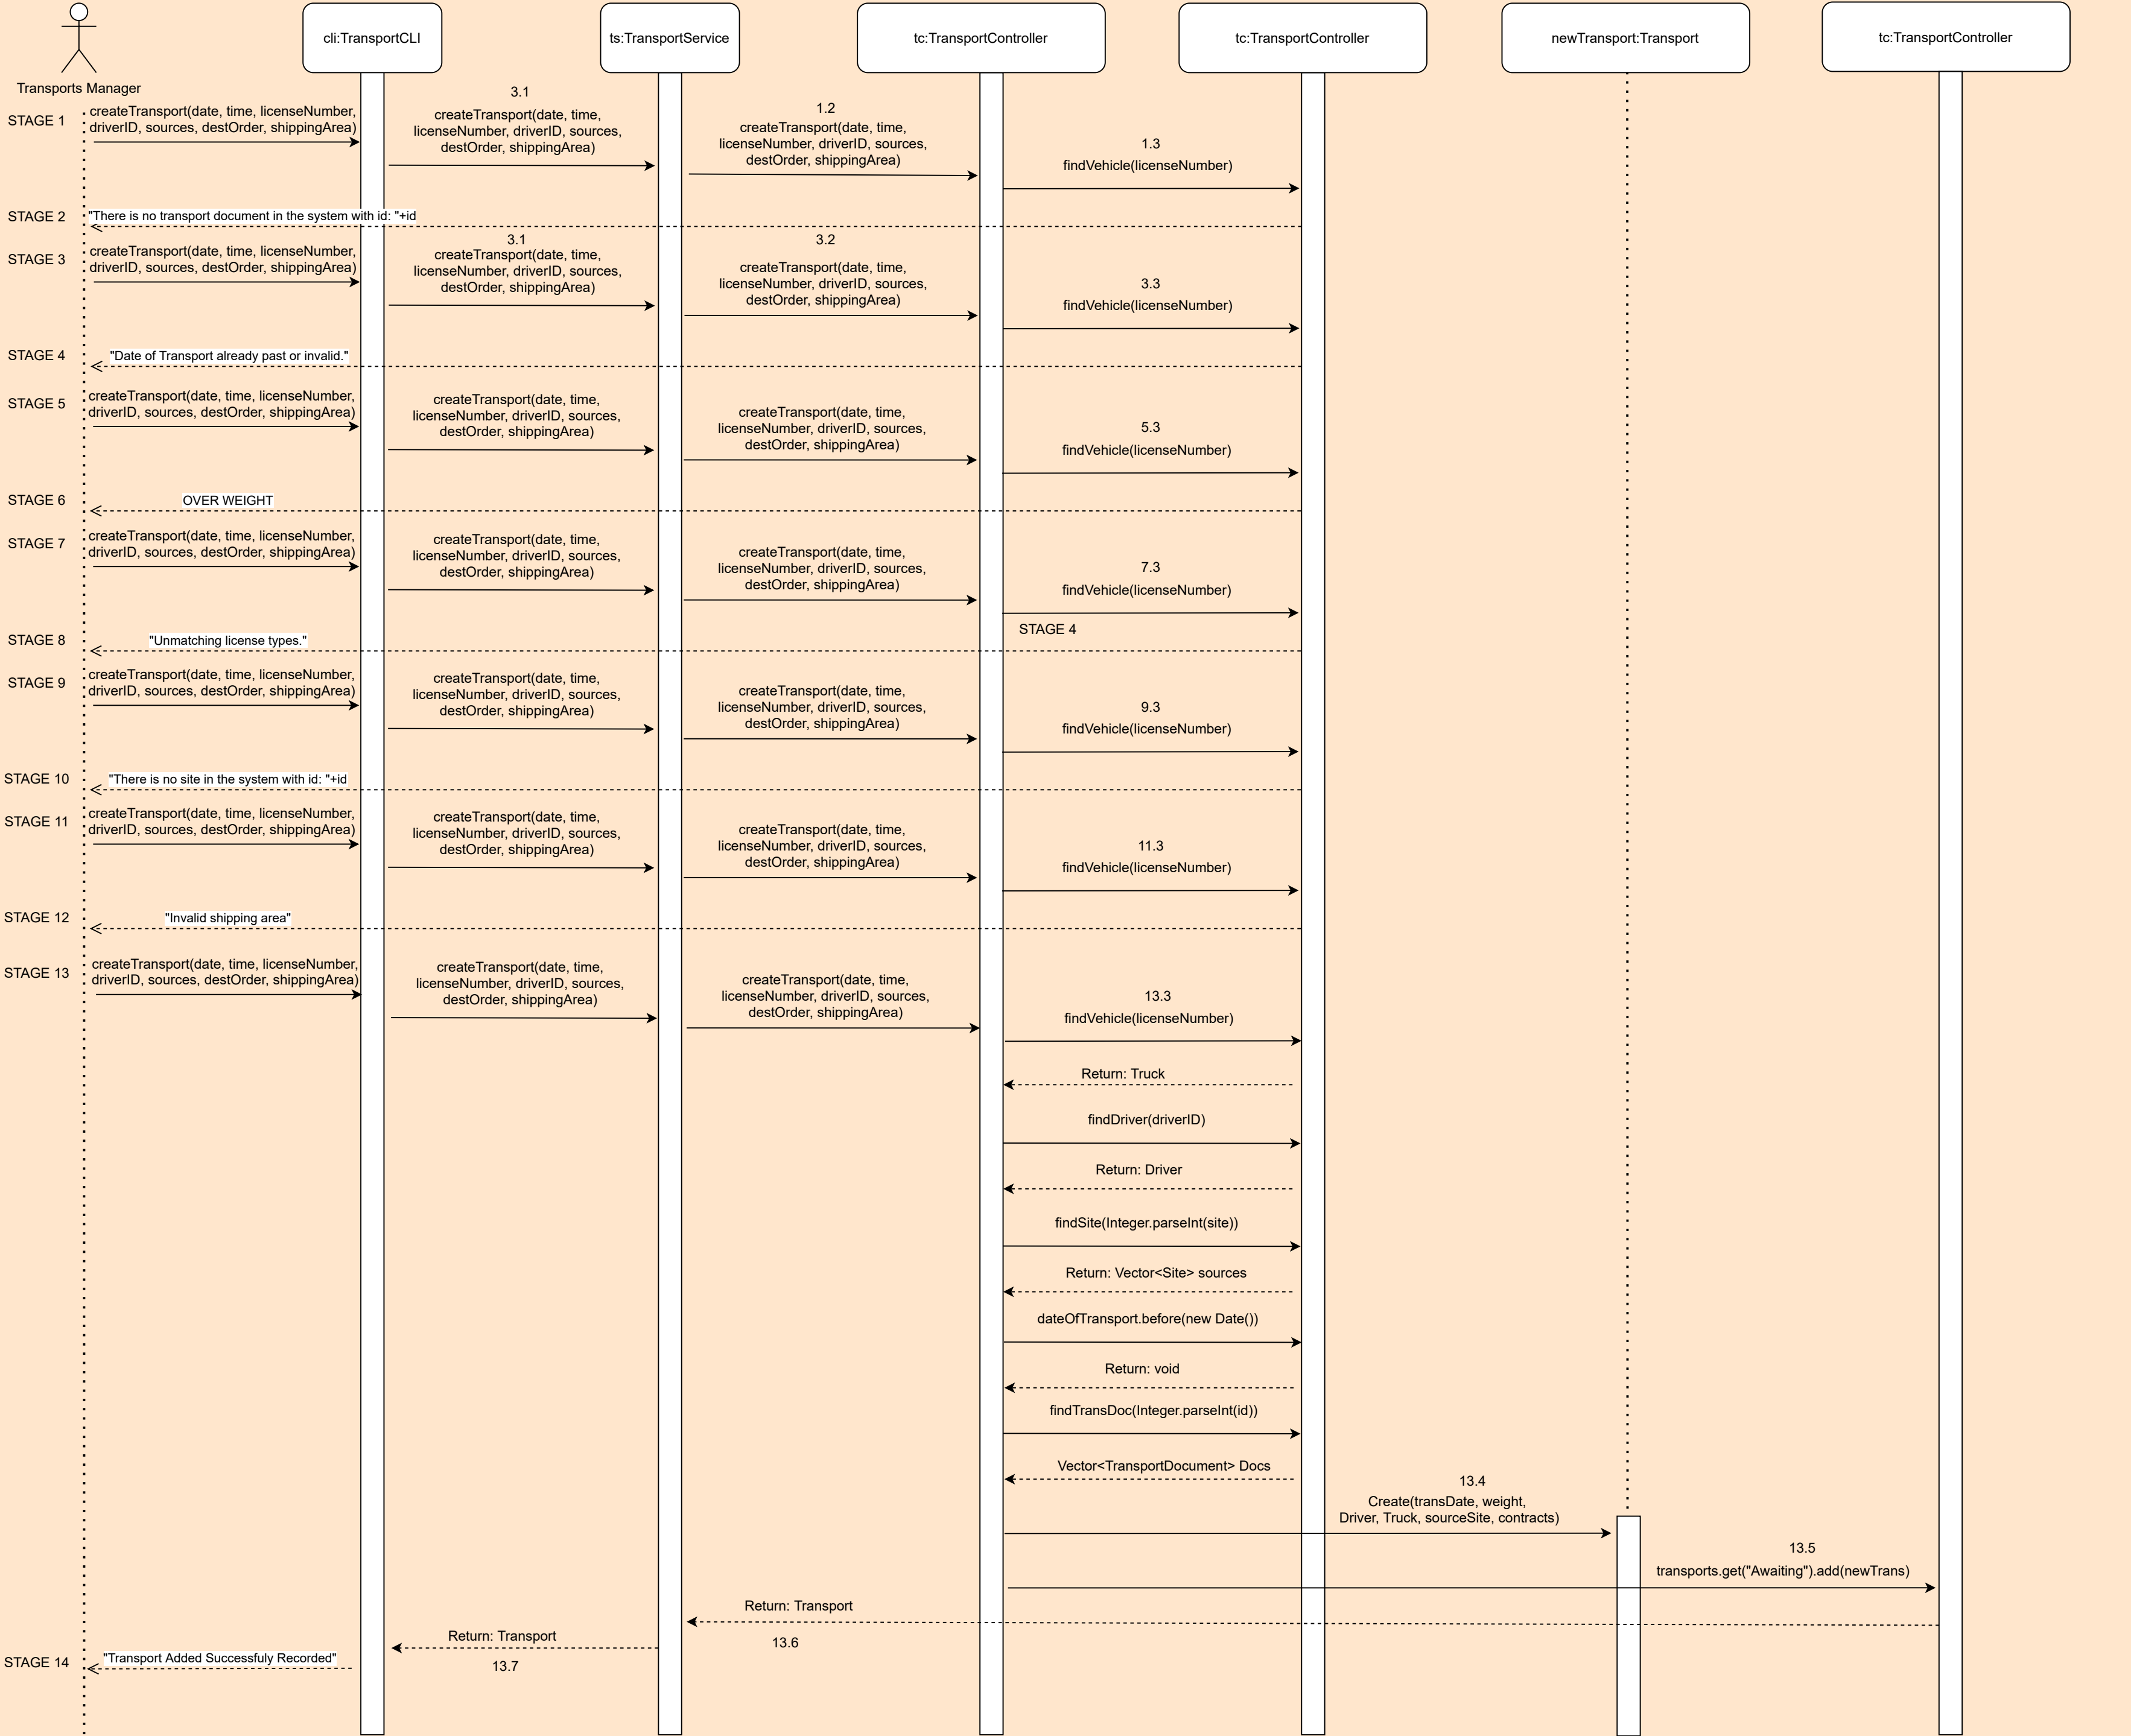 cli:TransportCLI
ts:TransportService
tc:TransportController
tc:TransportController
newTransport:Transport
tc:TransportController
Transports Manager
STAGE 1
createTransport(date, time, licenseNumber,
driverID, sources, destOrder, shippingArea)
3.1
createTransport(date, time,
licenseNumber, driverID, sources,
destOrder, shippingArea)
1.2
createTransport(date, time,
licenseNumber, driverID, sources,
destOrder, shippingArea)
1.3
findVehicle(licenseNumber)
STAGE 2
"There is no transport document in the system with id: "+id
STAGE 3
createTransport(date, time, licenseNumber,
driverID, sources, destOrder, shippingArea)
3.1
createTransport(date, time,
licenseNumber, driverID, sources,
destOrder, shippingArea)
3.2
createTransport(date, time,
licenseNumber, driverID, sources,
destOrder, shippingArea)
3.3
findVehicle(licenseNumber)
STAGE 4
"Date of Transport already past or invalid."
STAGE 5
createTransport(date, time, licenseNumber,
driverID, sources, destOrder, shippingArea)
createTransport(date, time,
licenseNumber, driverID, sources,
destOrder, shippingArea)
createTransport(date, time,
licenseNumber, driverID, sources,
destOrder, shippingArea)
5.3
findVehicle(licenseNumber)
STAGE 6
OVER WEIGHT
STAGE 7
createTransport(date, time, licenseNumber,
driverID, sources, destOrder, shippingArea)
createTransport(date, time,
licenseNumber, driverID, sources,
destOrder, shippingArea)
createTransport(date, time,
licenseNumber, driverID, sources,
destOrder, shippingArea)
7.3
findVehicle(licenseNumber)
STAGE 4
STAGE 8
"Unmatching license types."
STAGE 9
createTransport(date, time, licenseNumber,
driverID, sources, destOrder, shippingArea)
createTransport(date, time,
licenseNumber, driverID, sources,
destOrder, shippingArea)
createTransport(date, time,
licenseNumber, driverID, sources,
destOrder, shippingArea)
9.3
findVehicle(licenseNumber)
STAGE 10
"There is no site in the system with id: "+id
STAGE 11
createTransport(date, time, licenseNumber,
driverID, sources, destOrder, shippingArea)
createTransport(date, time,
licenseNumber, driverID, sources,
destOrder, shippingArea)
createTransport(date, time,
licenseNumber, driverID, sources,
destOrder, shippingArea)
11.3
findVehicle(licenseNumber)
STAGE 12
"Invalid shipping area"
STAGE 13
createTransport(date, time, licenseNumber,
driverID, sources, destOrder, shippingArea)
createTransport(date, time,
licenseNumber, driverID, sources,
destOrder, shippingArea)
createTransport(date, time,
licenseNumber, driverID, sources,
destOrder, shippingArea)
13.3
findVehicle(licenseNumber)
Return: Truck
findDriver(driverID)
Return: Driver
findSite(Integer.parseInt(site))
Return: Vector<Site> sources
dateOfTransport.before(new Date())
Return: void
findTransDoc(Integer.parseInt(id))
Vector<TransportDocument> Docs
13.4
Create(transDate, weight,
Driver, Truck, sourceSite, contracts)
13.5
transports.get("Awaiting").add(newTrans)
Return: Transport
13.6
Return: Transport
13.7
STAGE 14
"Transport Added Successfuly Recorded"